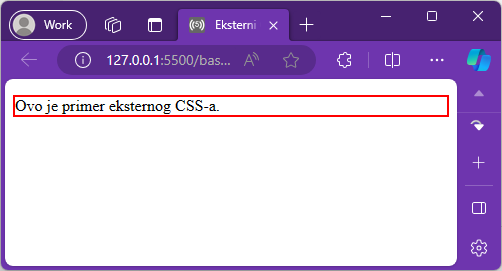 Work
Eksterni
127.0.0.1:5500/bas...
Ovo je primer eksternog CSS-a.